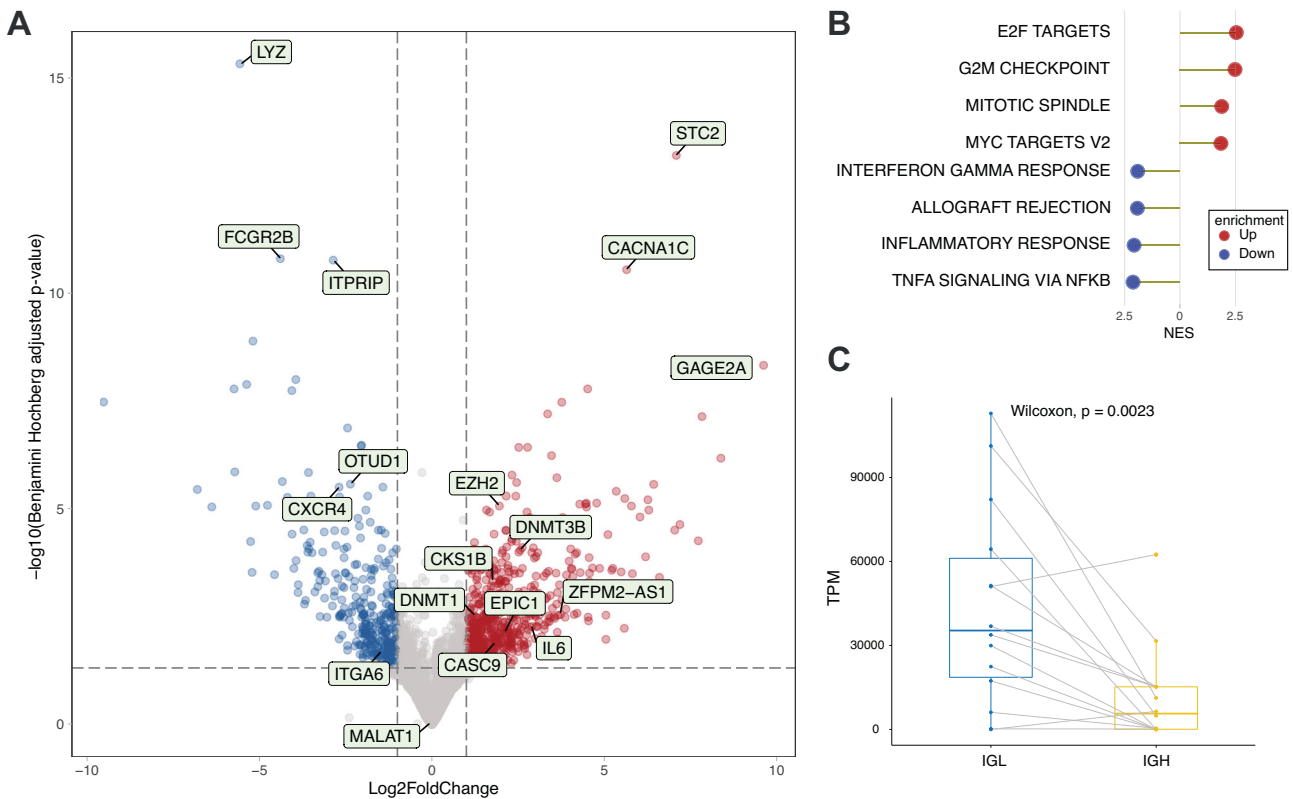 A
−log10(Benjamini Hochberg adjusted p-value)
15
10
5
0
LYZ
STC2
FCGR2B
ITPRIP
CACNA1C
GAGE2A
OTUD1
CXCR4
EZH2
DNMT3B
CKS1B
DNMT1
EPIC1
ZFPM2−AS1
IL6
CASC9
ITGA6
MALAT1
−10
−5
0
5
10
Log2FoldChange
B
E2F TARGETS
G2M CHECKPOINT
MITOTIC SPINDLE
MYC TARGETS V2
INTERFERON GAMMA RESPONSE
ALLOGRAFT REJECTION
INFLAMMATORY RESPONSE
TNFA SIGNALING VIA NFKB
enrichment
Up
Down
2.5
0
2.5
NES
C
Wilcoxon, p = 0.0023
TPM
90000
60000
30000
0
IGL
IGH